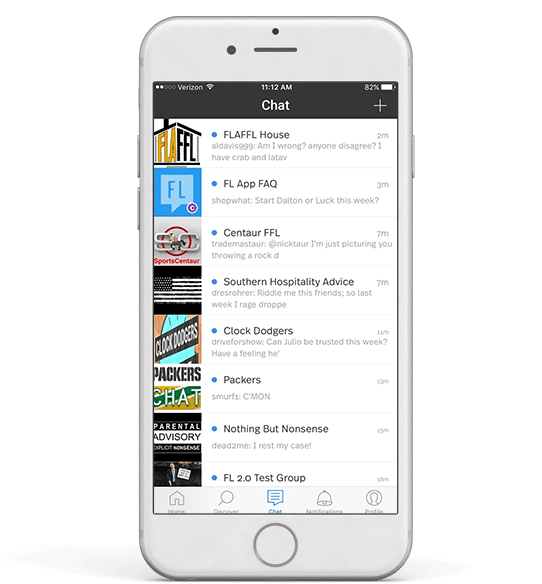 Verizon 11:12 AM 82%
Chat
FLAFFL
FLAFFL House 2m
aldavis999: Am I wrong? anyone disagree? I
have crab and latav
FL
C
FL App FAQ 3m
shopwhat: Start Dalton or Luck this week?
SportsCentaur
Centaur FFL 7m
trademastaur: @nicktaur I'm just picturing you
throwing a rock d
Southern Hospitality Advice 7m
dresrohrer: Riddle me this friends; so last
week I rage droppe
CLOCK DODGERS
Clock Dodgers 11m
driveforshow: Can Julio be trusted this week?
Have a feeling he'
PACKERS
CHAT
Packers 13m
smurf1: C'MON
PARENTAL
ADVISORY
EXPLICIT NONSENSE
Nothing But Nonsense 15m
dead2me: I rest my case!
FL 2.0 Test Group 18m
Home Discover Chat Notifications Profile